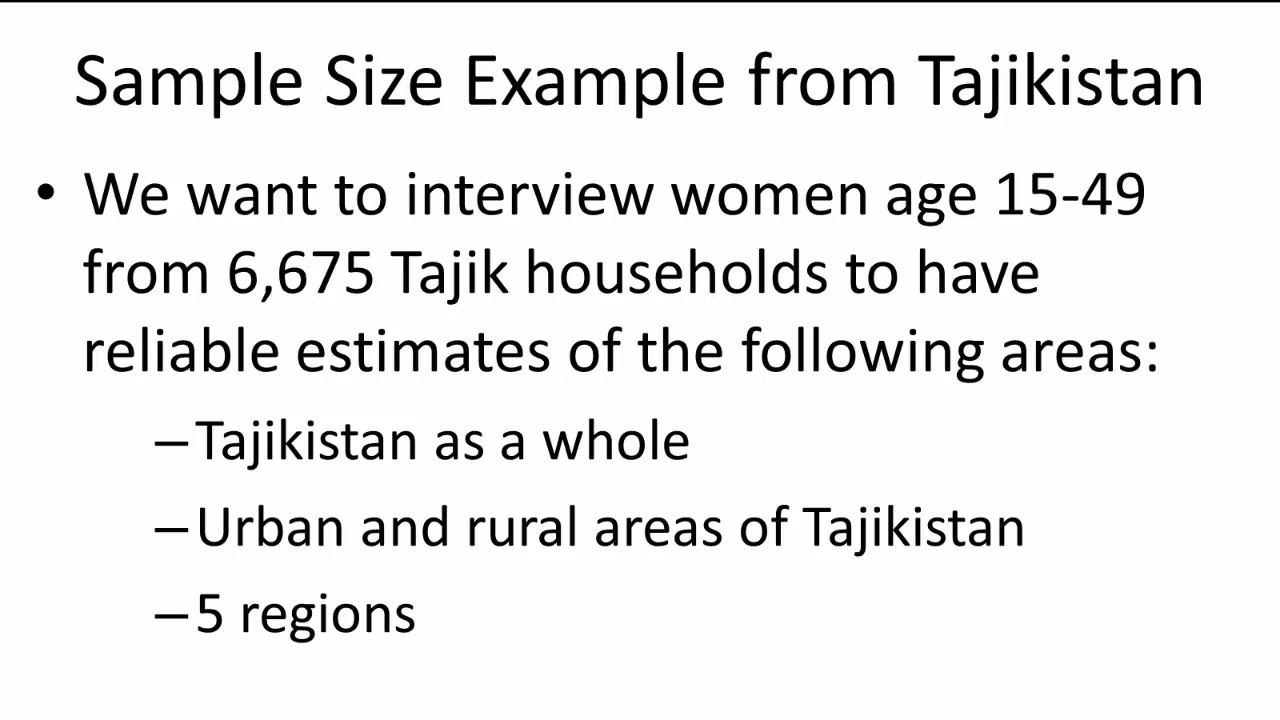 Sample Size Example from Tajikistan
• We want to interview women age 15-49
from 6,675 Tajik households to have
reliable estimates of the following areas:
–Tajikistan as a whole
–Urban and rural areas of Tajikistan
–5 regions